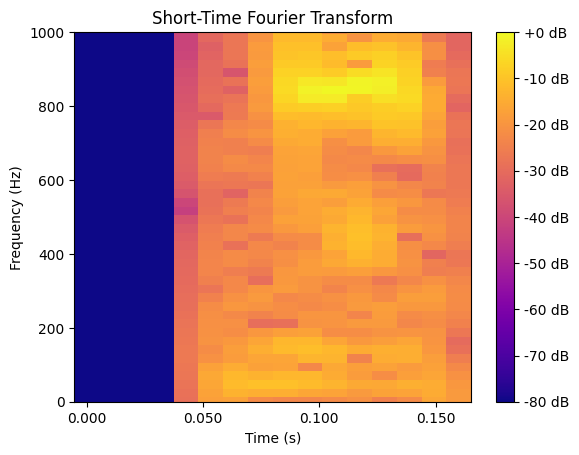 Short-Time Fourier Transform
1000
800
600
400
200
0
Frequency (Hz)
0.000
0.050
0.100
0.150
Time (s)
+0 dB
-10 dB
-20 dB
-30 dB
-40 dB
-50 dB
-60 dB
-70 dB
-80 dB